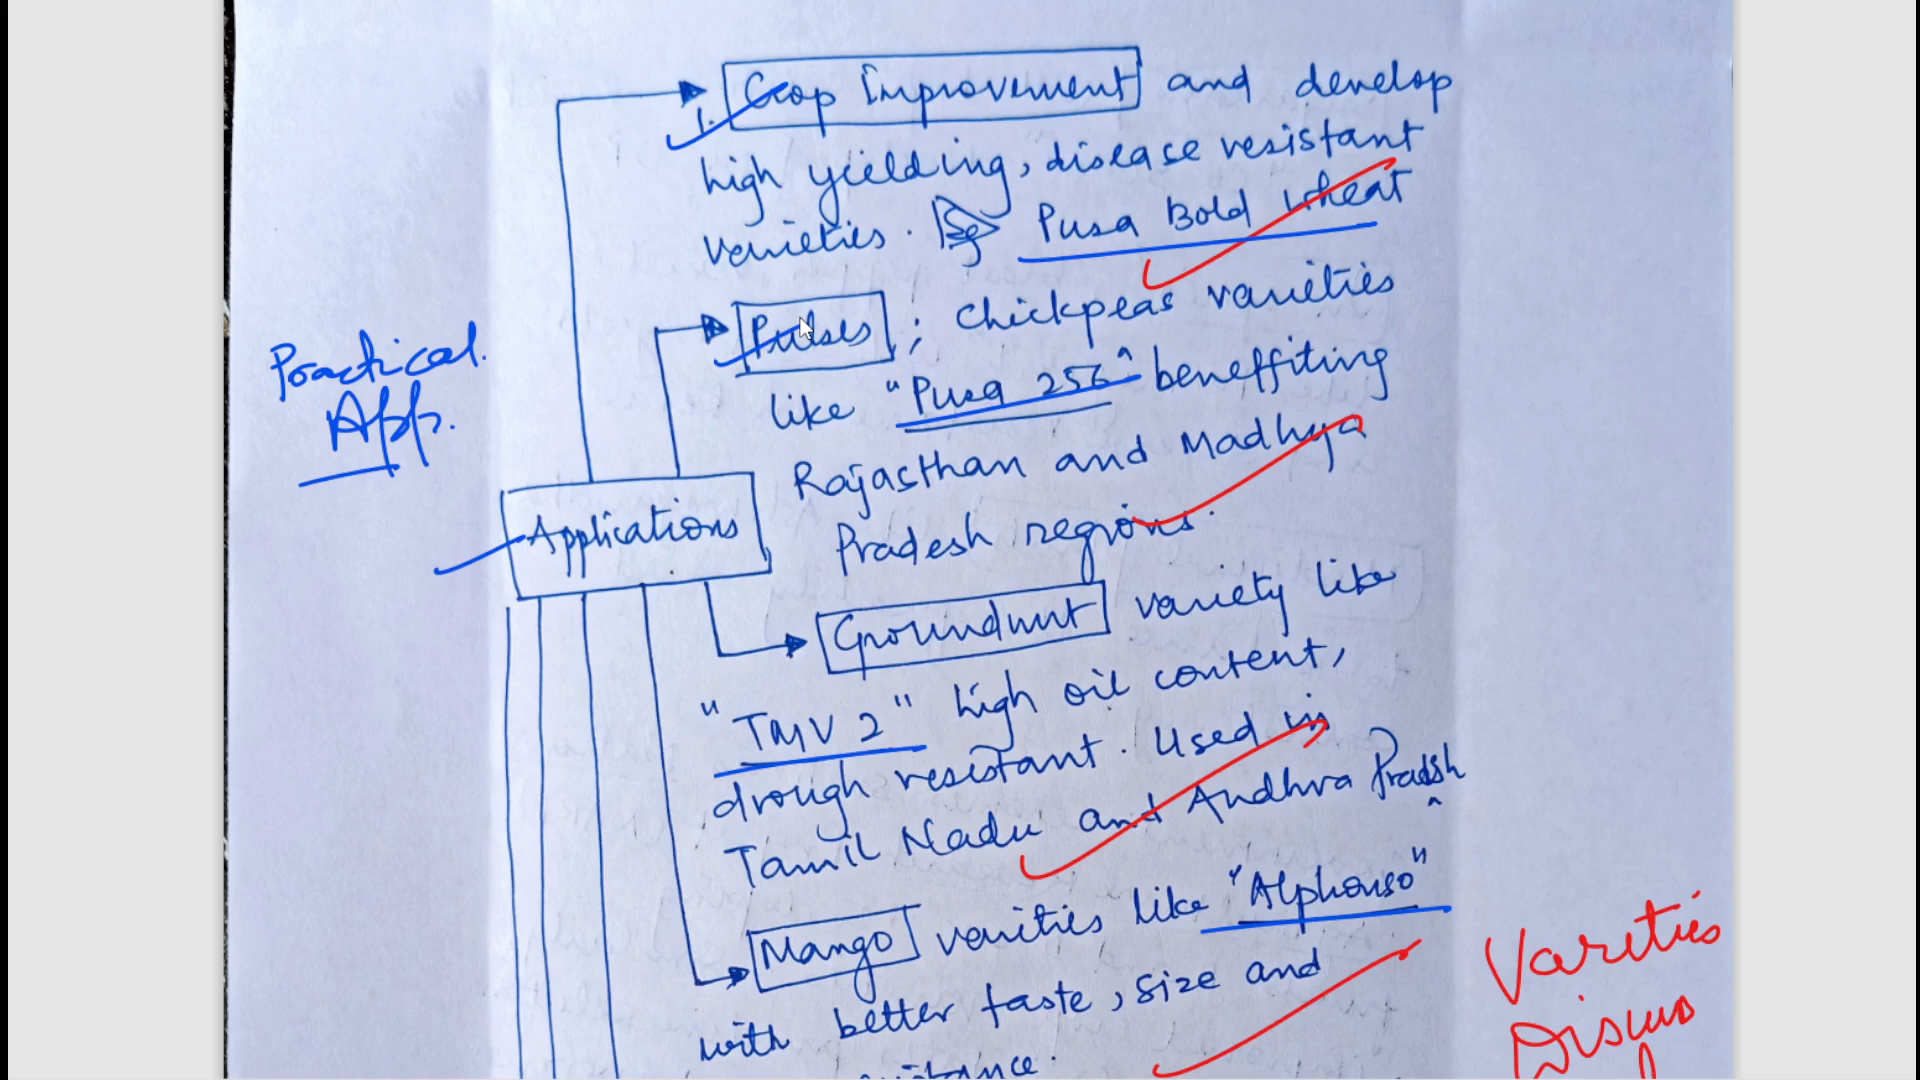 1. Crop Improvement and develop
high yielding, disease resistant
varieties. Eg Pusa Bold wheat
Pulses ; Chickpeas varieties
like "Pusa 256" beneffiting
Rajasthan and Madhya
Pradesh regions.
Practical
App.
Applications
Groundnut variety like
"TMV 2" high oil content,
drough resistant. Used in
Tamil Nadu and Andhra Pradsh
Mango varities like "Alphonso"
with better taste, size and
Varities